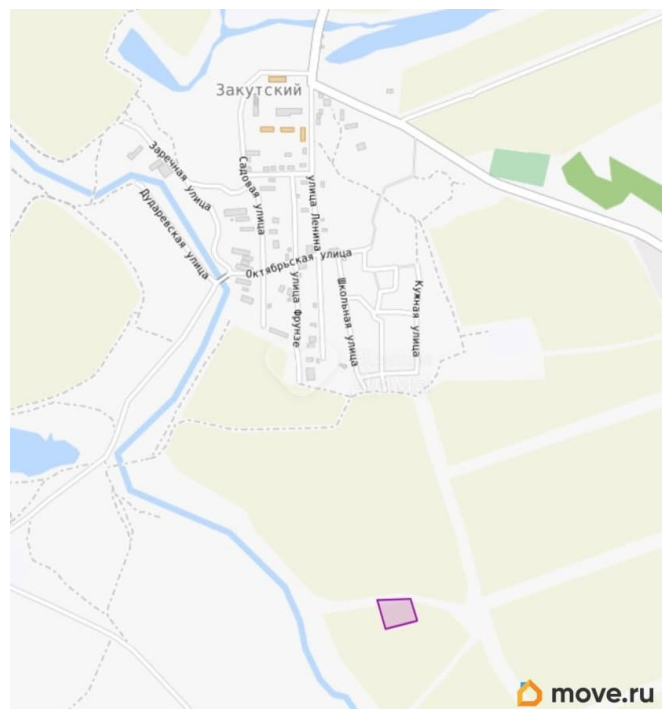 Закутский
Заречная улица
Садовая улица
улица Ленина
Дударевская улица
Октябрьская улица
улица Фрунзе
Школьная улица
Кужная улица
move.ru